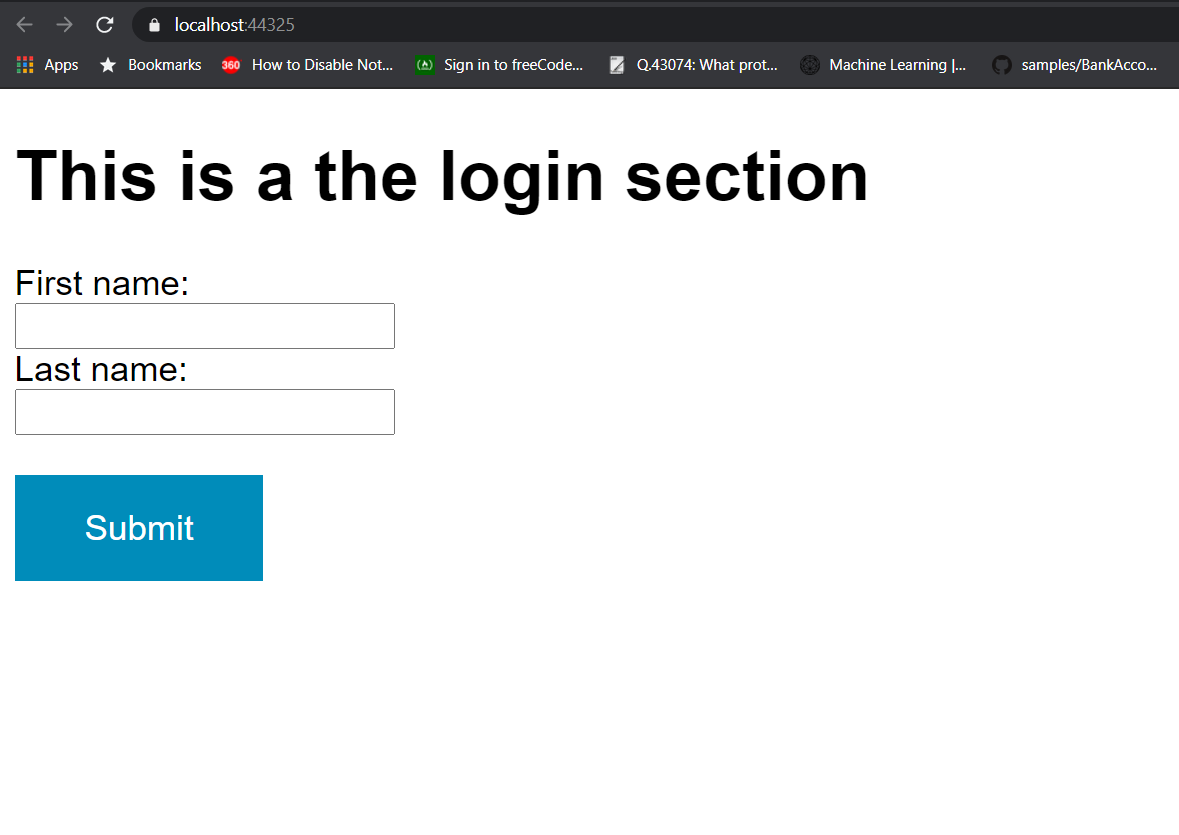 localhost:44325
Apps Bookmarks 360 How to Disable Not... Sign in to freeCode... Q.43074: What prot... Machine Learning |... samples/BankAcco...
This is a the login section
First name:
Last name:
Submit